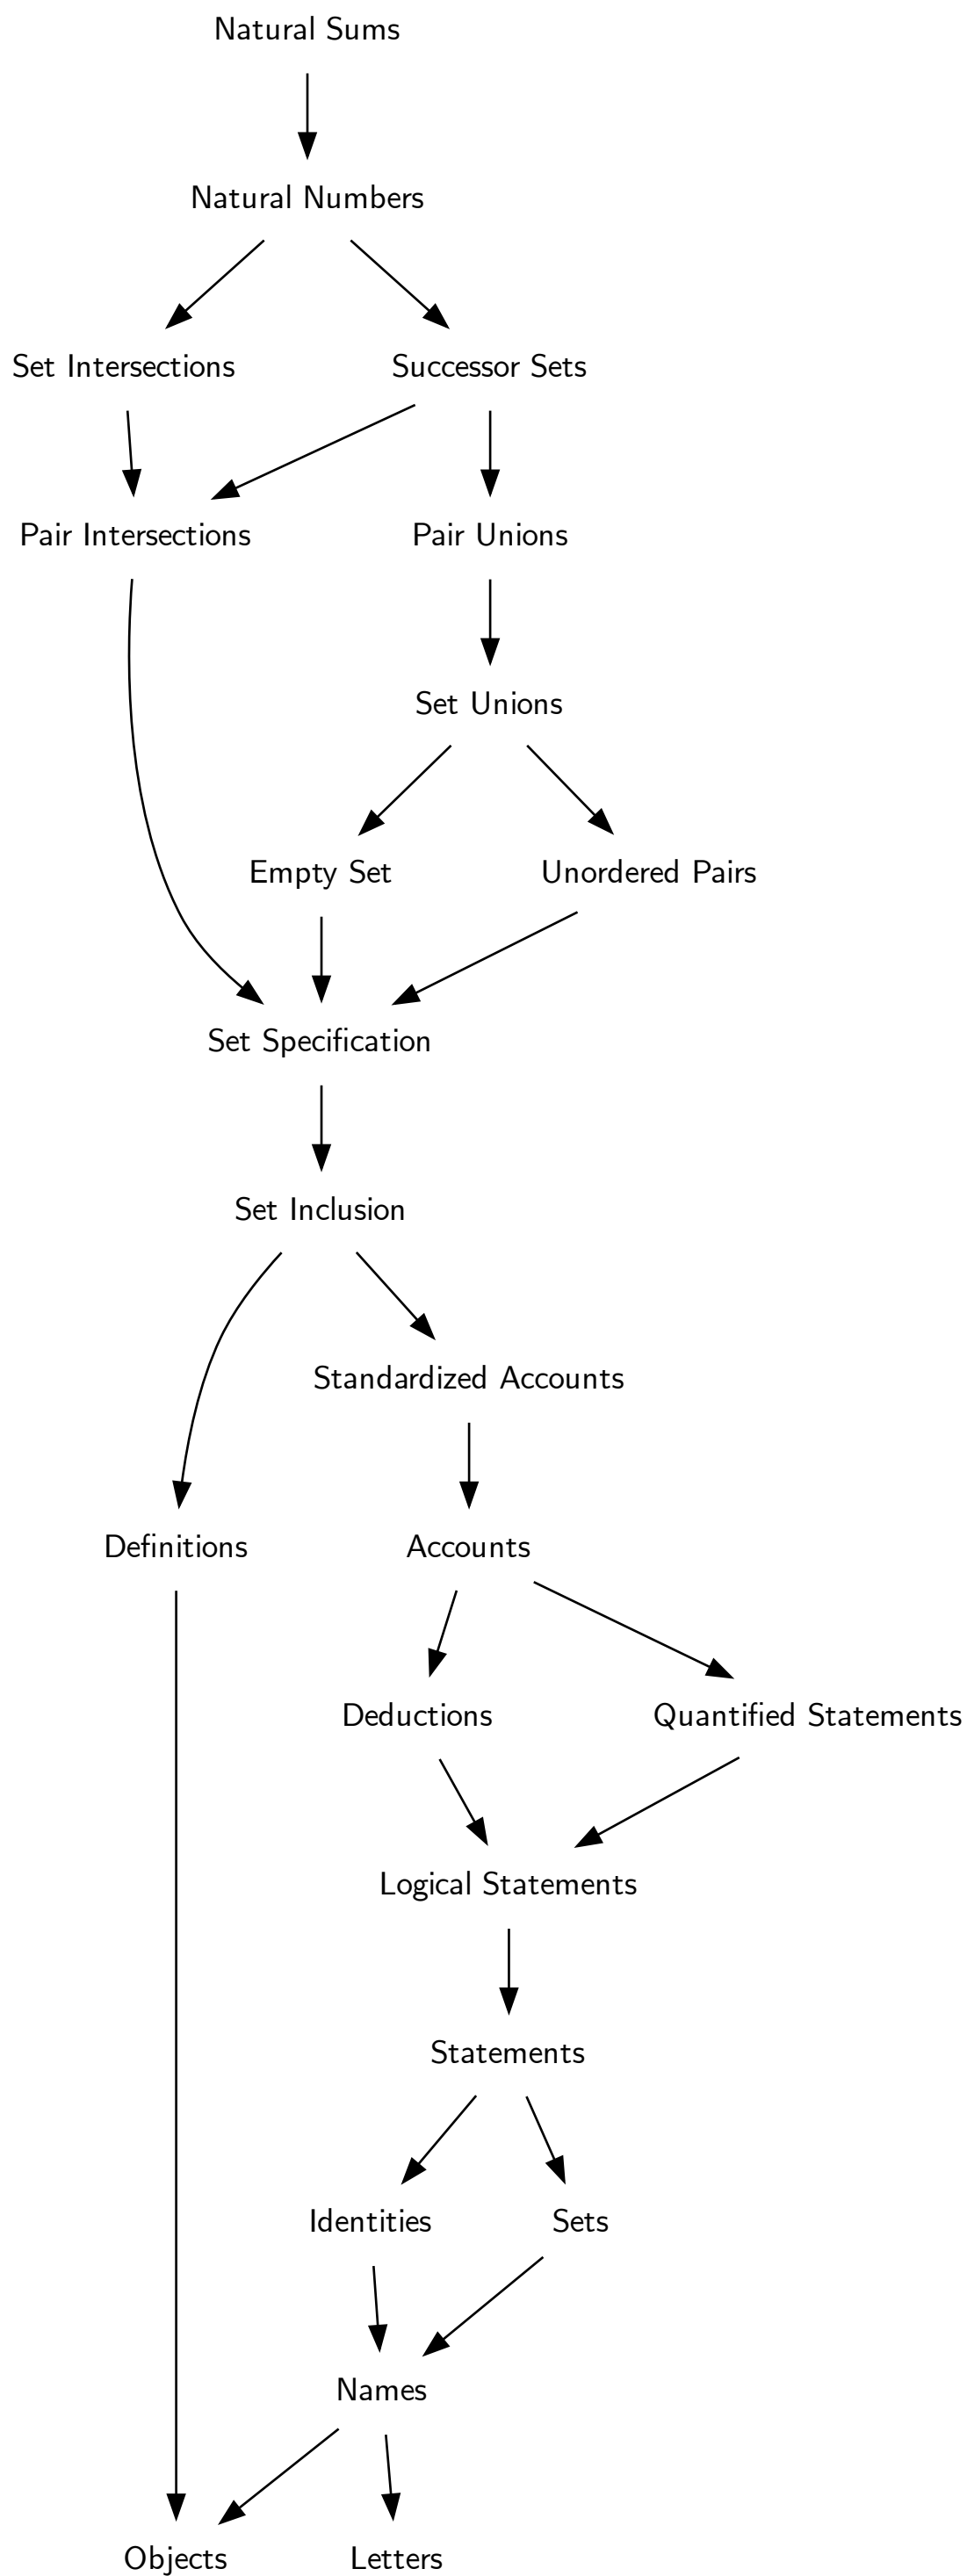 Natural Sums
Natural Numbers
Set Intersections
Successor Sets
Pair Intersections
Pair Unions
Set Unions
Empty Set
Unordered Pairs
Set Specification
Set Inclusion
Standardized Accounts
Definitions
Accounts
Deductions
Quantified Statements
Logical Statements
Statements
Identities
Sets
Names
Objects
Letters